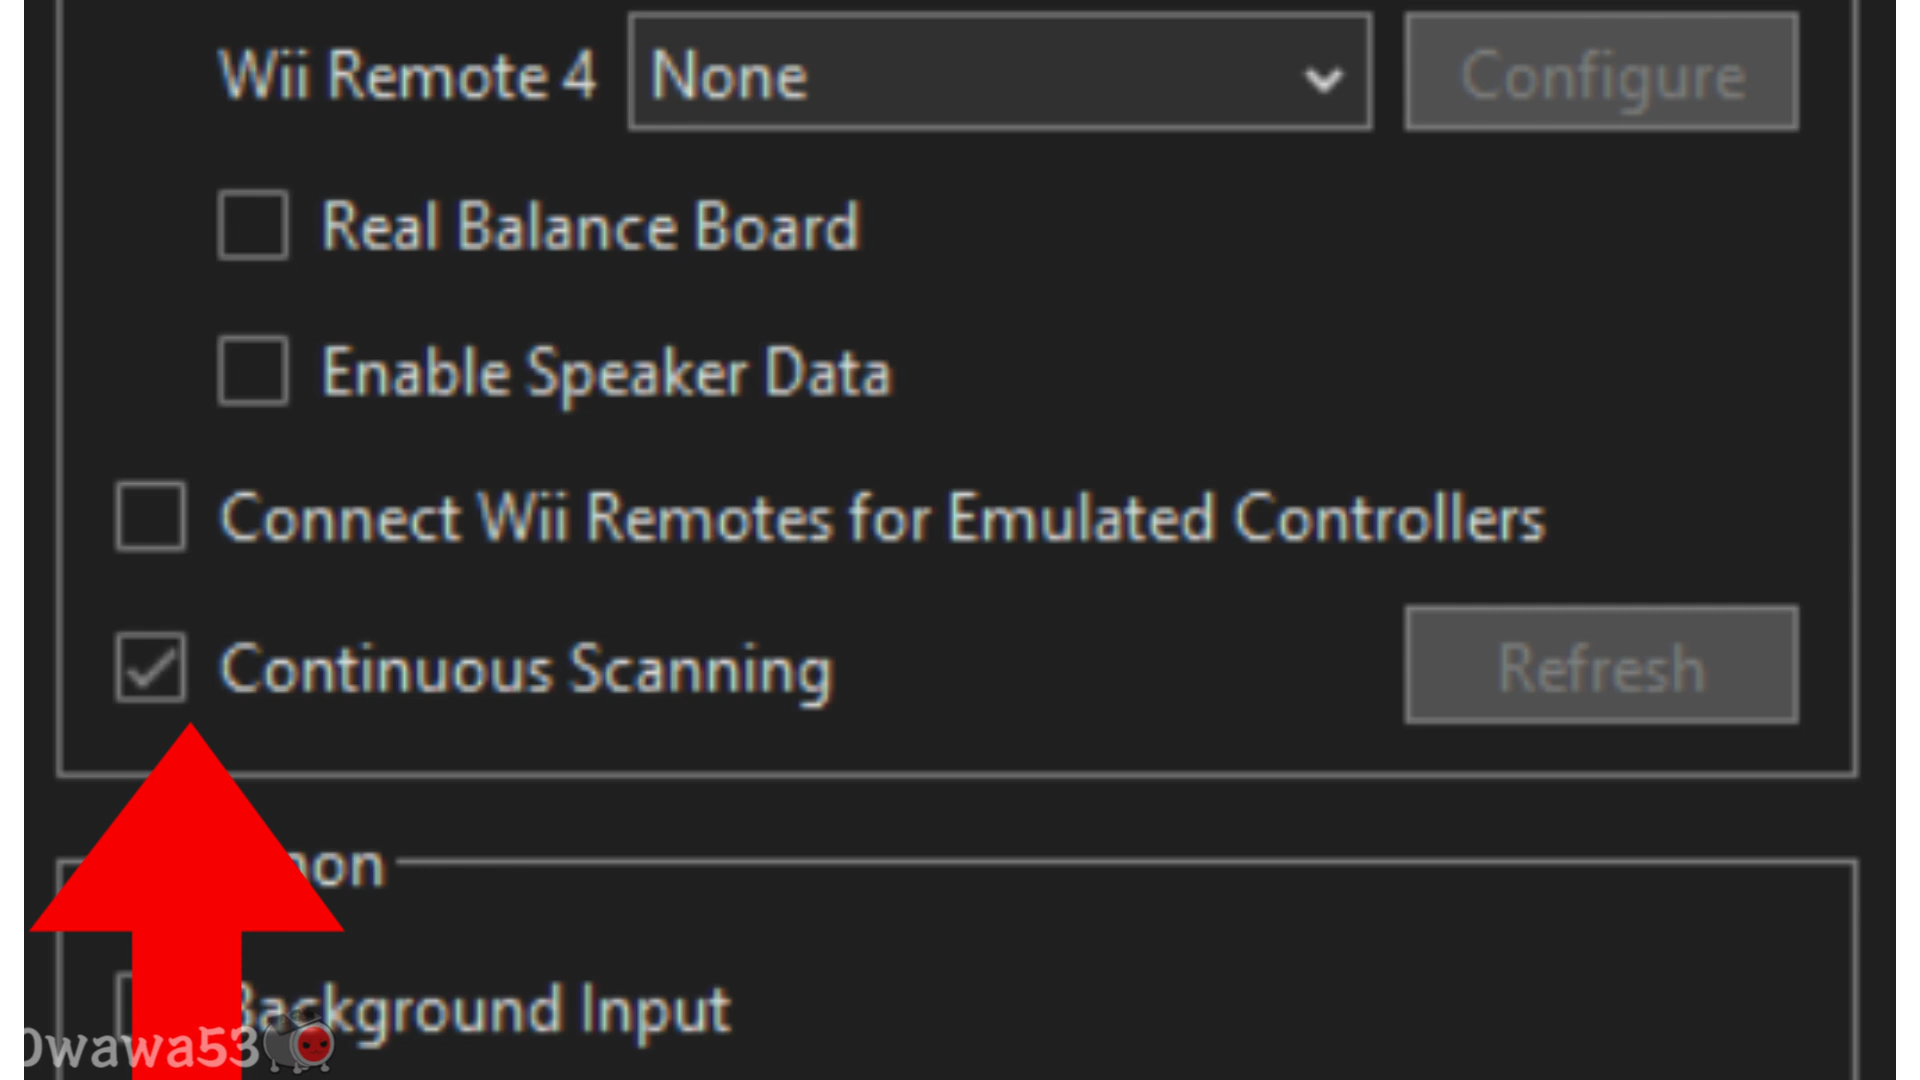 Wii Remote 4 None Configure
Real Balance Board
Enable Speaker Data
Connect Wii Remotes for Emulated Controllers
Continuous Scanning Refresh
Background Input